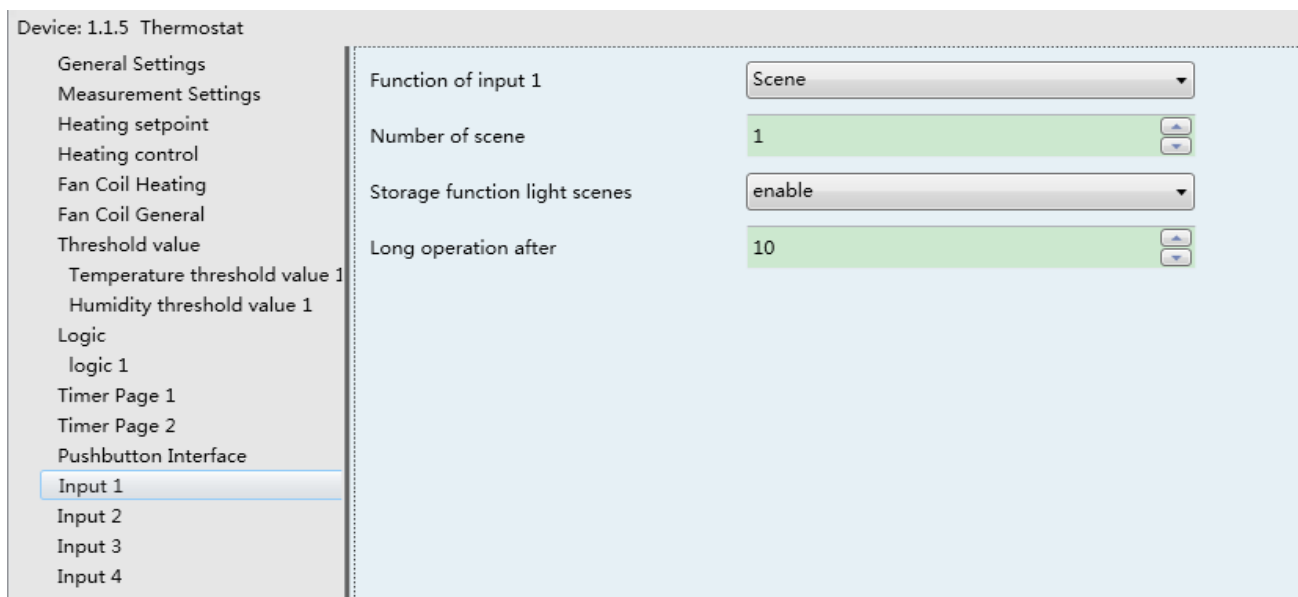 Device: 1.1.5 Thermostat
General Settings
Measurement Settings
Heating setpoint
Heating control
Fan Coil Heating
Fan Coil General
Threshold value
Temperature threshold value 1
Humidity threshold value 1
Logic
logic 1
Timer Page 1
Timer Page 2
Pushbutton Interface
Input 1
Input 2
Input 3
Input 4
Function of input 1 Scene
Number of scene 1
Storage function light scenes enable
Long operation after 10